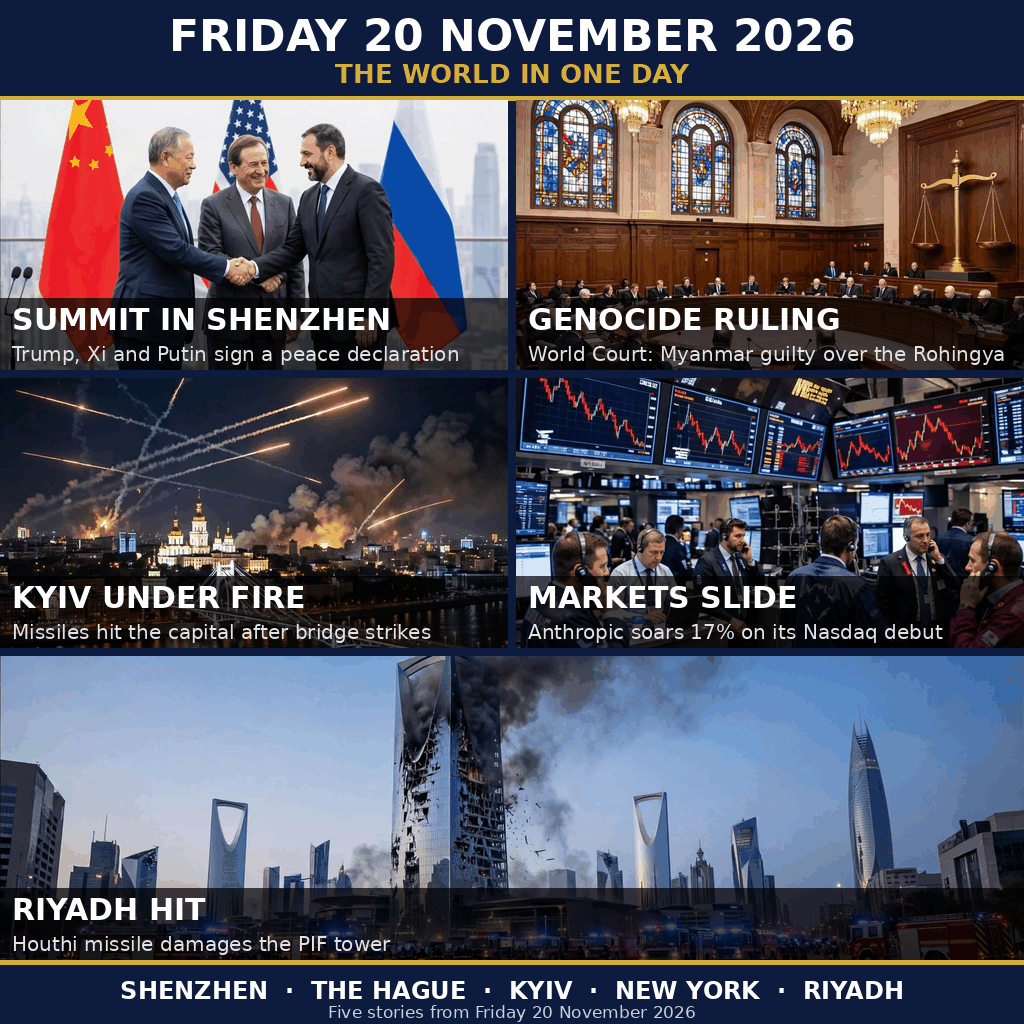 FRIDAY 20 NOVEMBER 2026
THE WORLD IN ONE DAY
SUMMIT IN SHENZHEN
Trump, Xi and Putin sign a peace declaration
GENOCIDE RULING
World Court: Myanmar guilty over the Rohingya
KYIV UNDER FIRE
Missiles hit the capital after bridge strikes
MARKETS SLIDE
Anthropic soars 17% on its Nasdaq debut
RIYADH HIT
Houthi missile damages the PIF tower
SHENZHEN · THE HAGUE · KYIV · NEW YORK · RIYADH
Five stories from Friday 20 November 2026